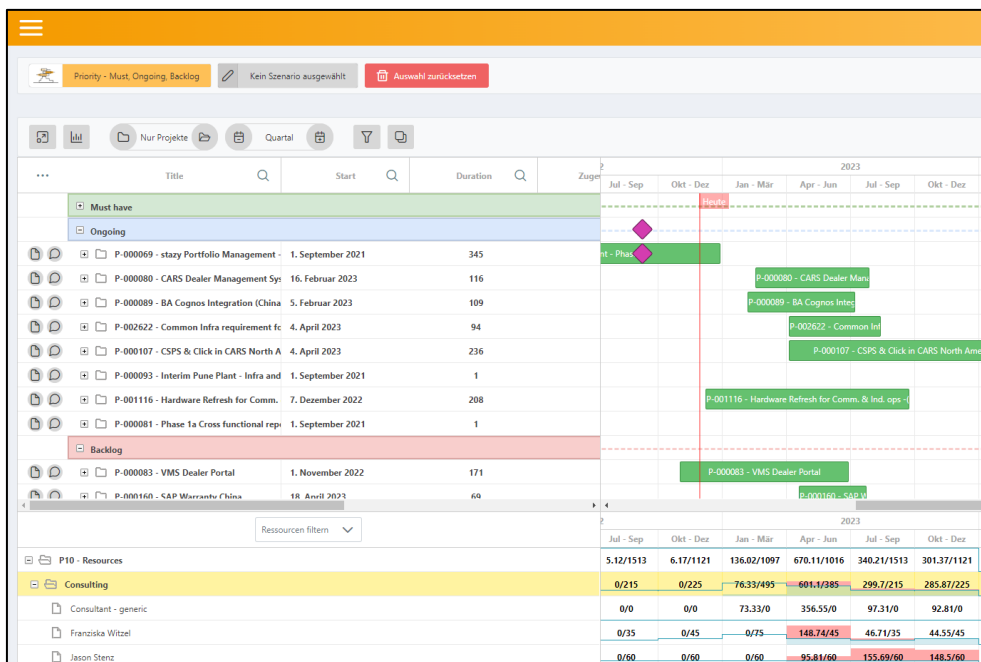 Priority - Must, Ongoing, Backlog Kein Szenario ausgewählt Auswahl zurücksetzen
Nur Projekte Quartal
... Title Start Duration Zuge
2 2023
Jul - Sep Okt - Dez Jan - Mär Apr - Jun Jul - Sep Okt - Dez
Must have Heute
Ongoing
P-000069 - stazy Portfolio Management - 1. September 2021 345 nt - Phas
P-000080 - CARS Dealer Management Sys 16. Februar 2023 116 P-000080 - CARS Dealer Mana
P-000089 - BA Cognos Integration (China 5. Februar 2023 109 P-000089 - BA Cognos Integ
P-002622 - Common Infra requirement fo 4. April 2023 94 P-002622 - Common Inf
P-000107 - CSPS & Click in CARS North A 4. April 2023 236 P-000107 - CSPS & Click in CARS North Ame
P-000093 - Interim Pune Plant - Infra and 1. September 2021 1
P-001116 - Hardware Refresh for Comm. 7. Dezember 2022 208 P-001116 - Hardware Refresh for Comm. & Ind. ops -(
P-000081 - Phase 1a Cross functional repo 1. September 2021 1
Backlog
P-000083 - VMS Dealer Portal 1. November 2022 171 P-000083 - VMS Dealer Portal
P-000160 - SAP Warranty China 18. April 2023 69 P-000160 - SAP W
Ressourcen filtern
2 2023
Jul - Sep Okt - Dez Jan - Mär Apr - Jun Jul - Sep Okt - Dez
P10 - Resources 5.12/1513 6.17/1121 136.02/1097 670.11/1016 340.21/1513 301.37/1121
Consulting 0/215 0/225 76.33/495 601.1/385 299.7/215 285.87/225
Consultant - generic 0/0 0/0 73.33/0 356.55/0 97.31/0 92.81/0
Franziska Witzel 0/35 0/45 0/75 148.74/45 46.71/35 44.55/45
Jason Stenz 0/60 0/60 0/60 95.81/60 155.69/60 148.5/60